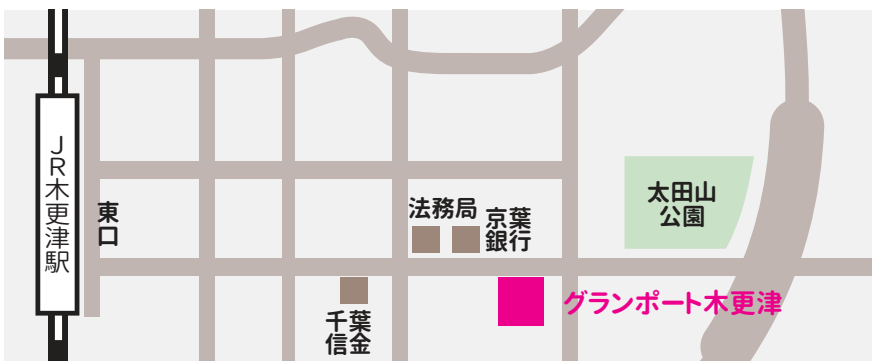 JR木更津駅
東口
法務局
京葉
銀行
太田山
公園
グランポート木更津
千葉
信金